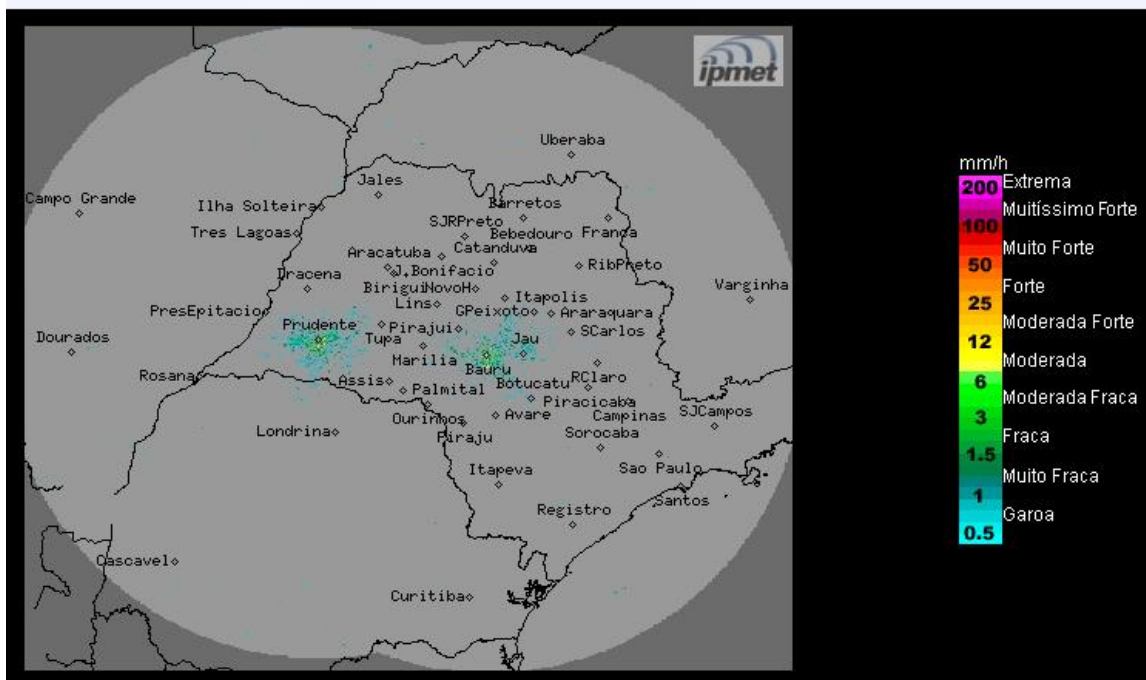 ipmet
Uberaba
Jales
Campo Grande
Ilha Solteira
Barretos
SJRPreto
Tres Lagoas
Bebedouro
Franca
Catanduva
Aracatuba
J.Bonifacio
RibPreto
Dracena
Varginha
Birigui
NovoH
Itapolis
Lins
PresEpitacio
GPeixoto
Araraquara
Prudente
Pirajui
SCarlos
Dourados
Tupa
Jau
Marilia
Bauru
Rosana
Assis
RClaro
Botucatu
Palmital
Piracicaba
Ourinhos
Avare
Campinas
SJCampos
Londrina
Piraju
Sorocaba
Itapeva
Sao Paulo
Santos
Registro
Cascavel
Curitiba
mm/h
200 Extrema
Muitíssimo Forte
100
Muito Forte
50
Forte
25
Moderada Forte
12
Moderada
6
Moderada Fraca
3
Fraca
1.5
Muito Fraca
1
Garoa
0.5